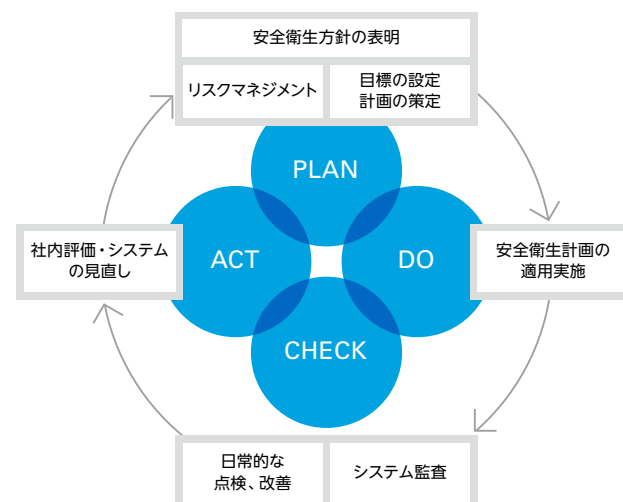 安全衛生方針の表明
リスクマネジメント
目標の設定
計画の策定
PLAN
社内評価・システム
の見直し
ACT
DO
安全衛生計画の
適用実施
CHECK
日常的な
点検、改善
システム監査